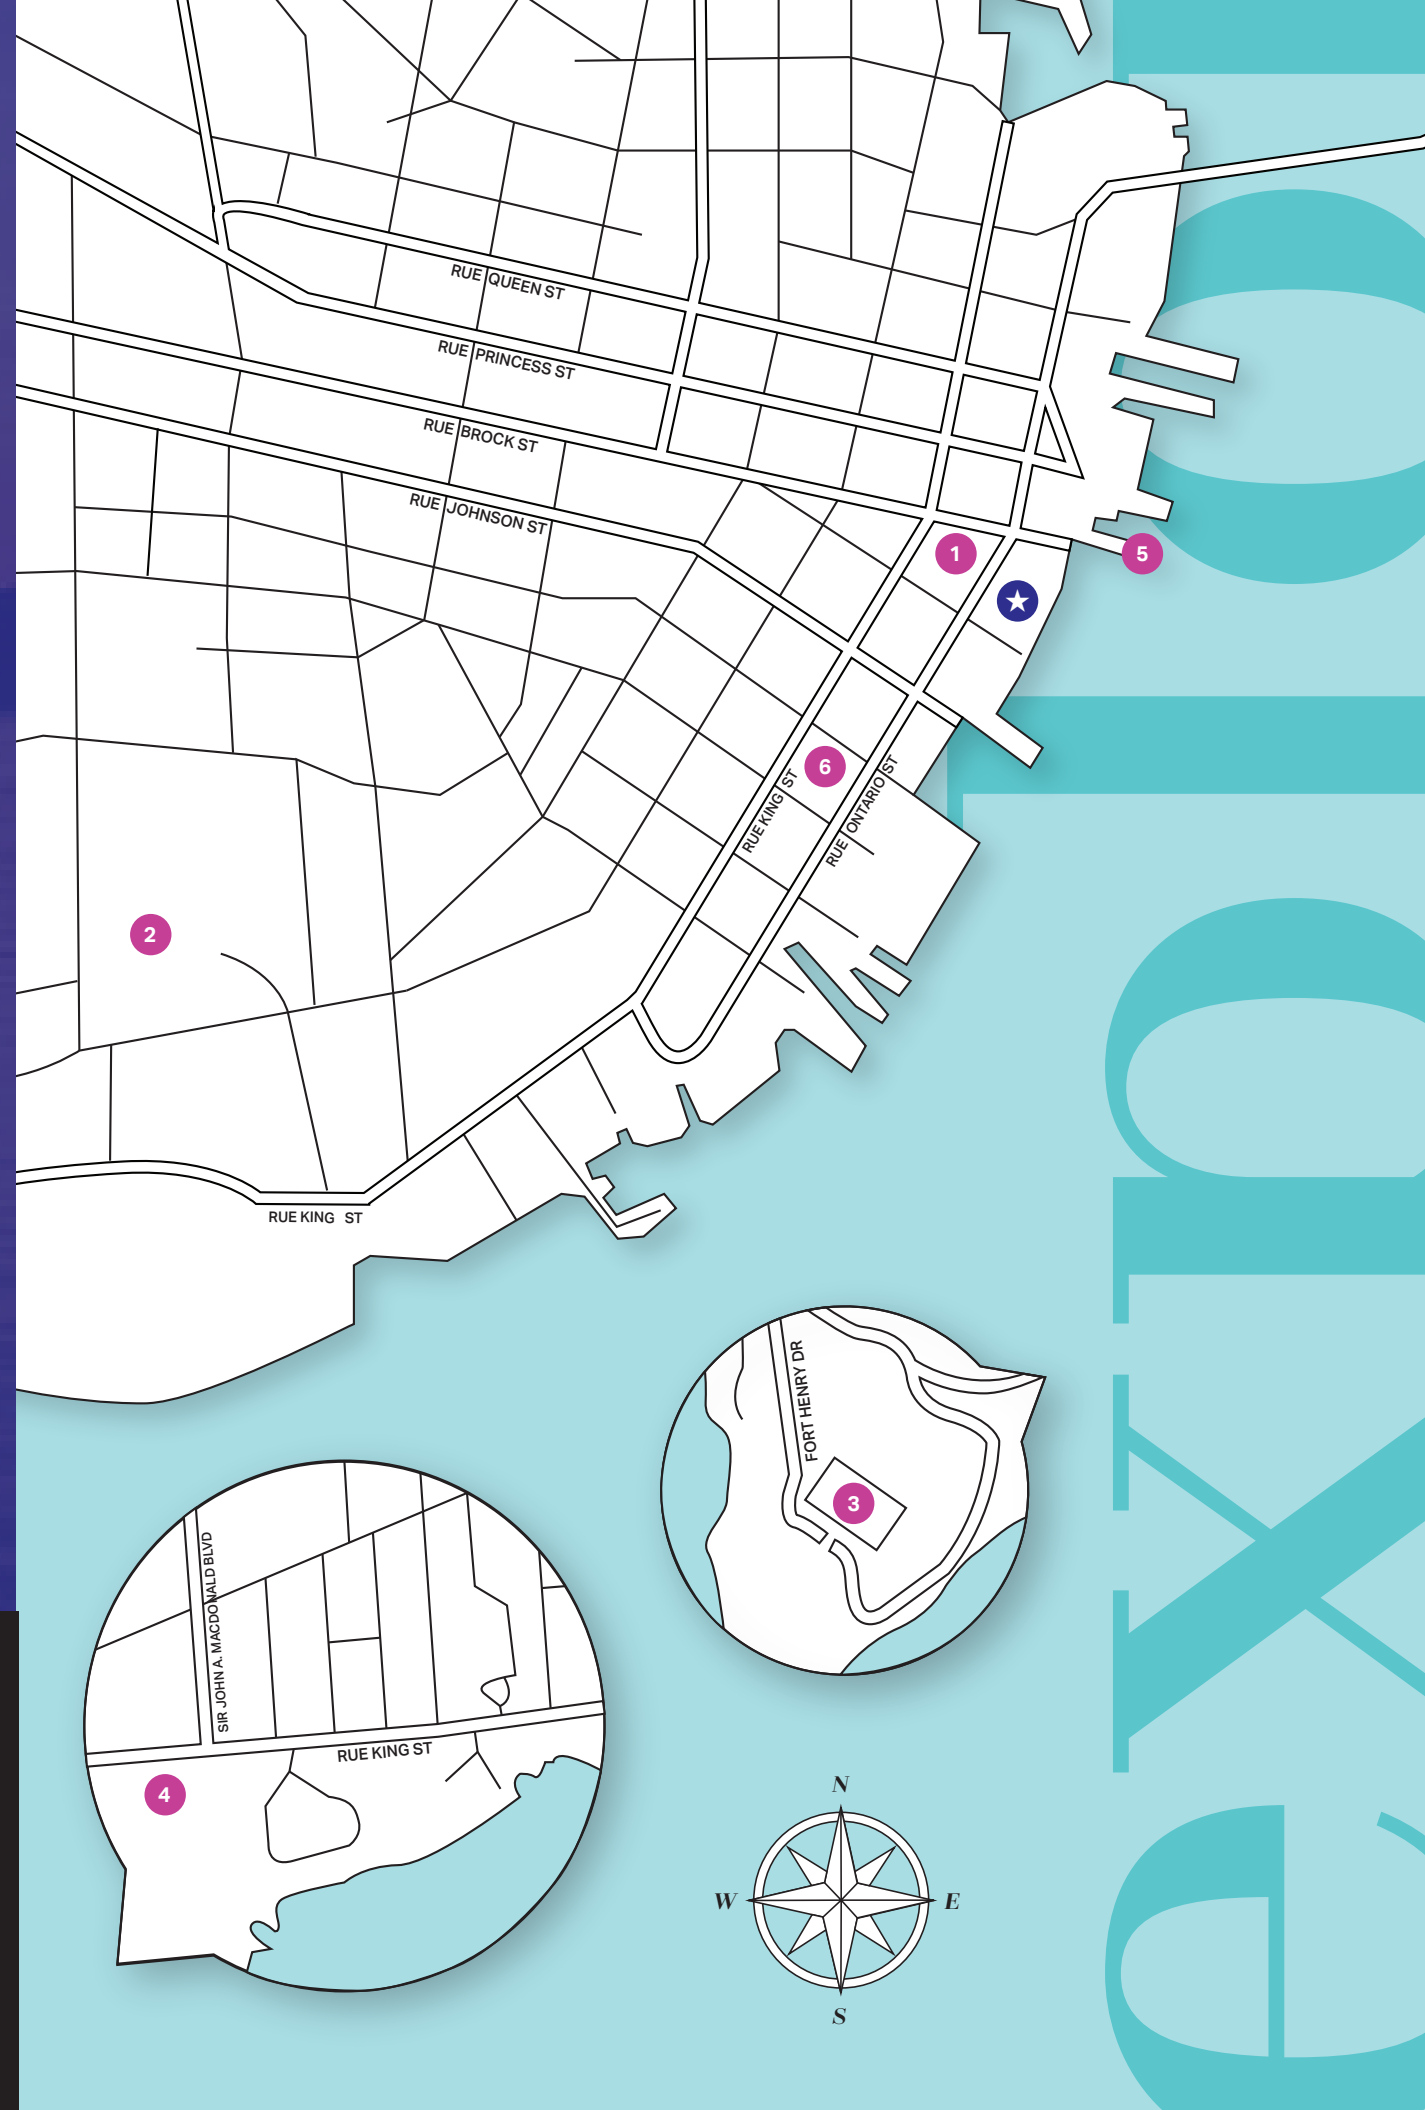 RUE QUEEN ST
RUE PRINCESS ST
RUE BROCK ST
RUE JOHNSON ST
1
5
6
RUE KING ST
RUE ONTARIO ST
2
RUE KING ST
FORT HENRY DR
3
SIR JOHN A. MACDONALD BLVD
RUE KING ST
4
N
W
E
S
expl